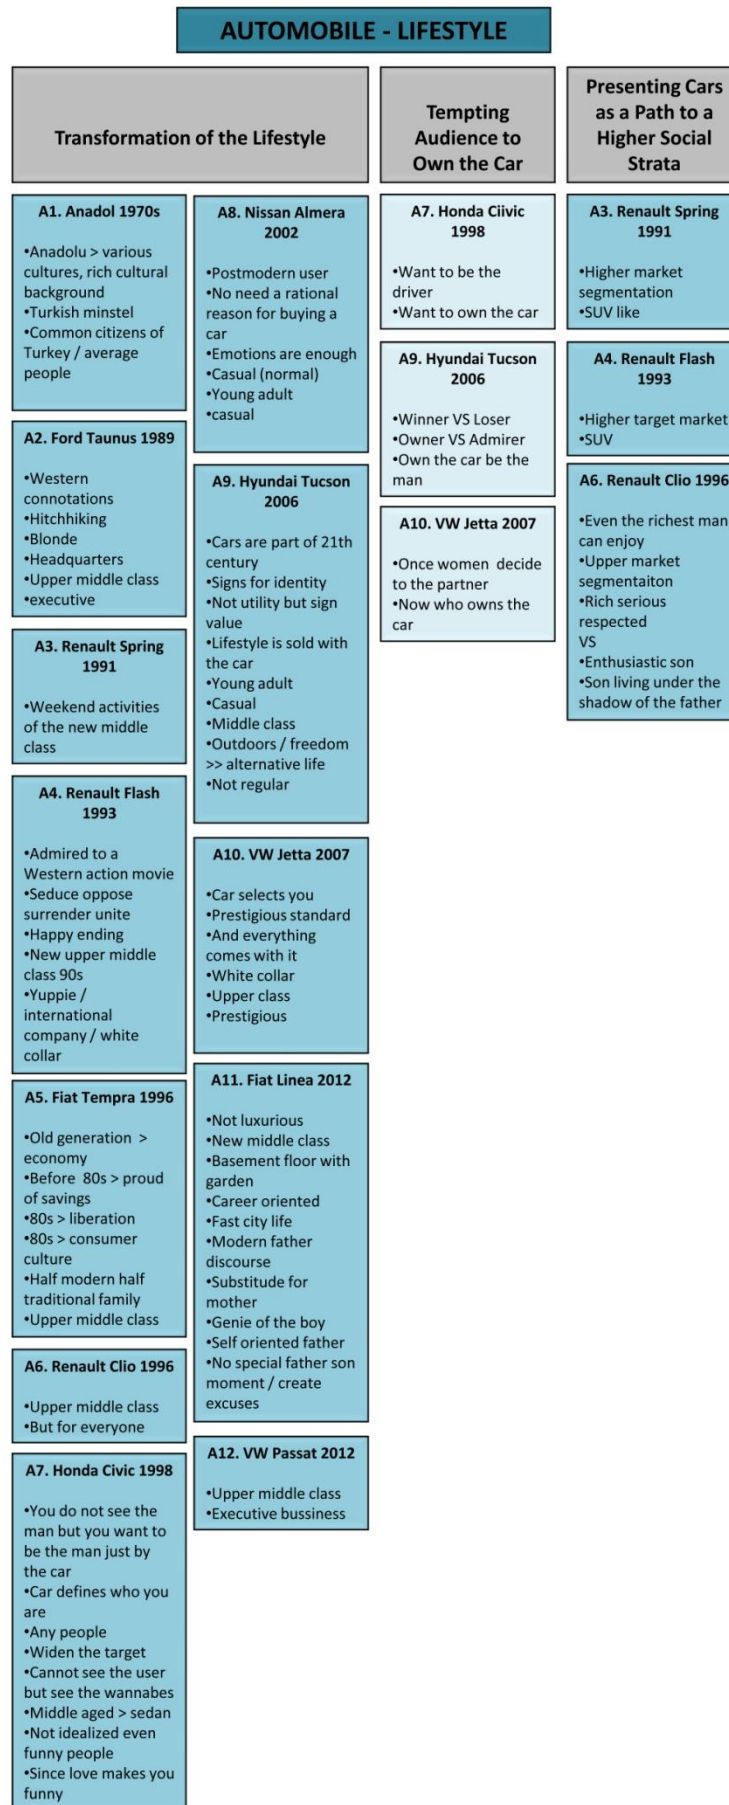 AUTOMOBILE - LIFESTYLE
Transformation of the Lifestyle
A1. Anadol 1970s
•Anadolu > various
cultures, rich cultural
background
•Turkish minstel
•Common citizens of
Turkey / average
people
A2. Ford Taunus 1989
•Western
connotations
•Hitchhiking
•Blonde
•Headquarters
•Upper middle class
•executive
A3. Renault Spring
1991
•Weekend activities
of the new middle
class
A4. Renault Flash
1993
•Admired to a
Western action movie
•Seduce oppose
surrender unite
•Happy ending
•New upper middle
class 90s
•Yuppie /
international
company / white
collar
A5. Fiat Tempra 1996
•Old generation >
economy
•Before 80s > proud
of savings
•80s > liberation
•80s > consumer
culture
•Half modern half
traditional family
•Upper middle class
A6. Renault Clio 1996
•Upper middle class
•But for everyone
A7. Honda Civic 1998
•You do not see the
man but you want to
be the man just by
the car
•Car defines who you
are
•Any people
•Widen the target
•Cannot see the user
but see the wannabes
•Middle aged > sedan
•Not idealized even
funny people
•Since love makes you
funny
A8. Nissan Almera
2002
•Postmodern user
•No need a rational
reason for buying a
car
•Emotions are enough
•Casual (normal)
•Young adult
•casual
A9. Hyundai Tucson
2006
•Cars are part of 21th
century
•Signs for identity
•Not utility but sign
value
•Lifestyle is sold with
the car
•Young adult
•Casual
•Middle class
•Outdoors / freedom
>> alternative life
•Not regular
A10. VW Jetta 2007
•Car selects you
•Prestigious standard
•And everything
comes with it
•White collar
•Upper class
•Prestigious
A11. Fiat Linea 2012
•Not luxurious
•New middle class
•Basement floor with
garden
•Career oriented
•Fast city life
•Modern father
discourse
•Substitude for
mother
•Genie of the boy
•Self oriented father
•No special father son
moment / create
excuses
A12. VW Passat 2012
•Upper middle class
•Executive bussiness
Tempting
Audience to
Own the Car
A7. Honda Ciivic
1998
•Want to be the
driver
•Want to own the car
A9. Hyundai Tucson
2006
•Winner VS Loser
•Owner VS Admirer
•Own the car be the
man
A10. VW Jetta 2007
•Once women decide
to the partner
•Now who owns the
car
Presenting Cars
as a Path to a
Higher Social
Strata
A3. Renault Spring
1991
•Higher market
segmentation
•SUV like
A4. Renault Flash
1993
•Higher target market
•SUV
A6. Renault Clio 1996
•Even the richest man
can enjoy
•Upper market
segmentaiton
•Rich serious
respected
VS
•Enthusiastic son
•Son living under the
shadow of the father